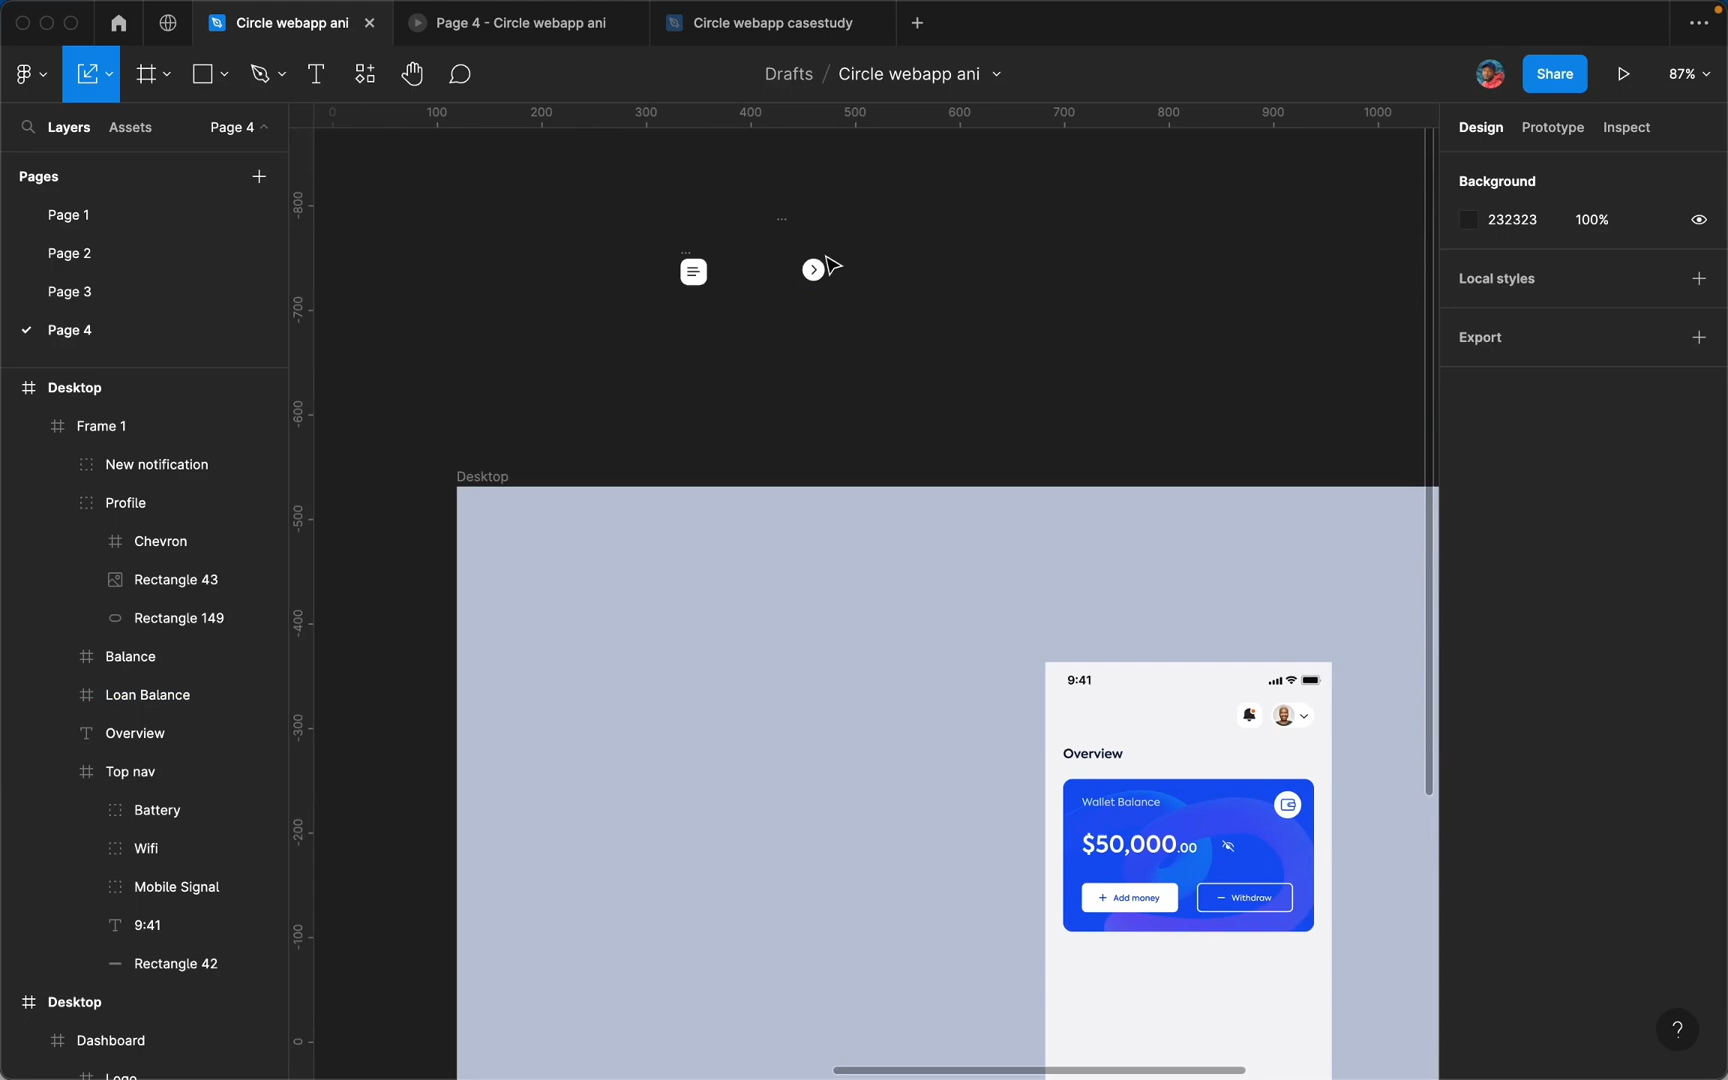 Circle webapp ani
Page 4 - Circle webapp ani
Circle webapp casestudy
Drafts / Circle webapp ani
Share
87%
Layers
Assets
Page 4
Pages
Page 1
Page 2
Page 3
Page 4
Desktop
Frame 1
New notification
Profile
Chevron
Rectangle 43
Rectangle 149
Balance
Loan Balance
Overview
Top nav
Battery
Wifi
Mobile Signal
9:41
Rectangle 42
Desktop
Dashboard
Logo
0 100 200 300 400 500 600 700 800 900 1000
-800
-700
-600
-500
-400
-300
-200
-100
0
...
...
Desktop
9:41
Overview
Wallet Balance
$50,000.00
+ Add money
− Withdraw
Design
Prototype
Inspect
Background
232323
100%
Local styles
Export
?